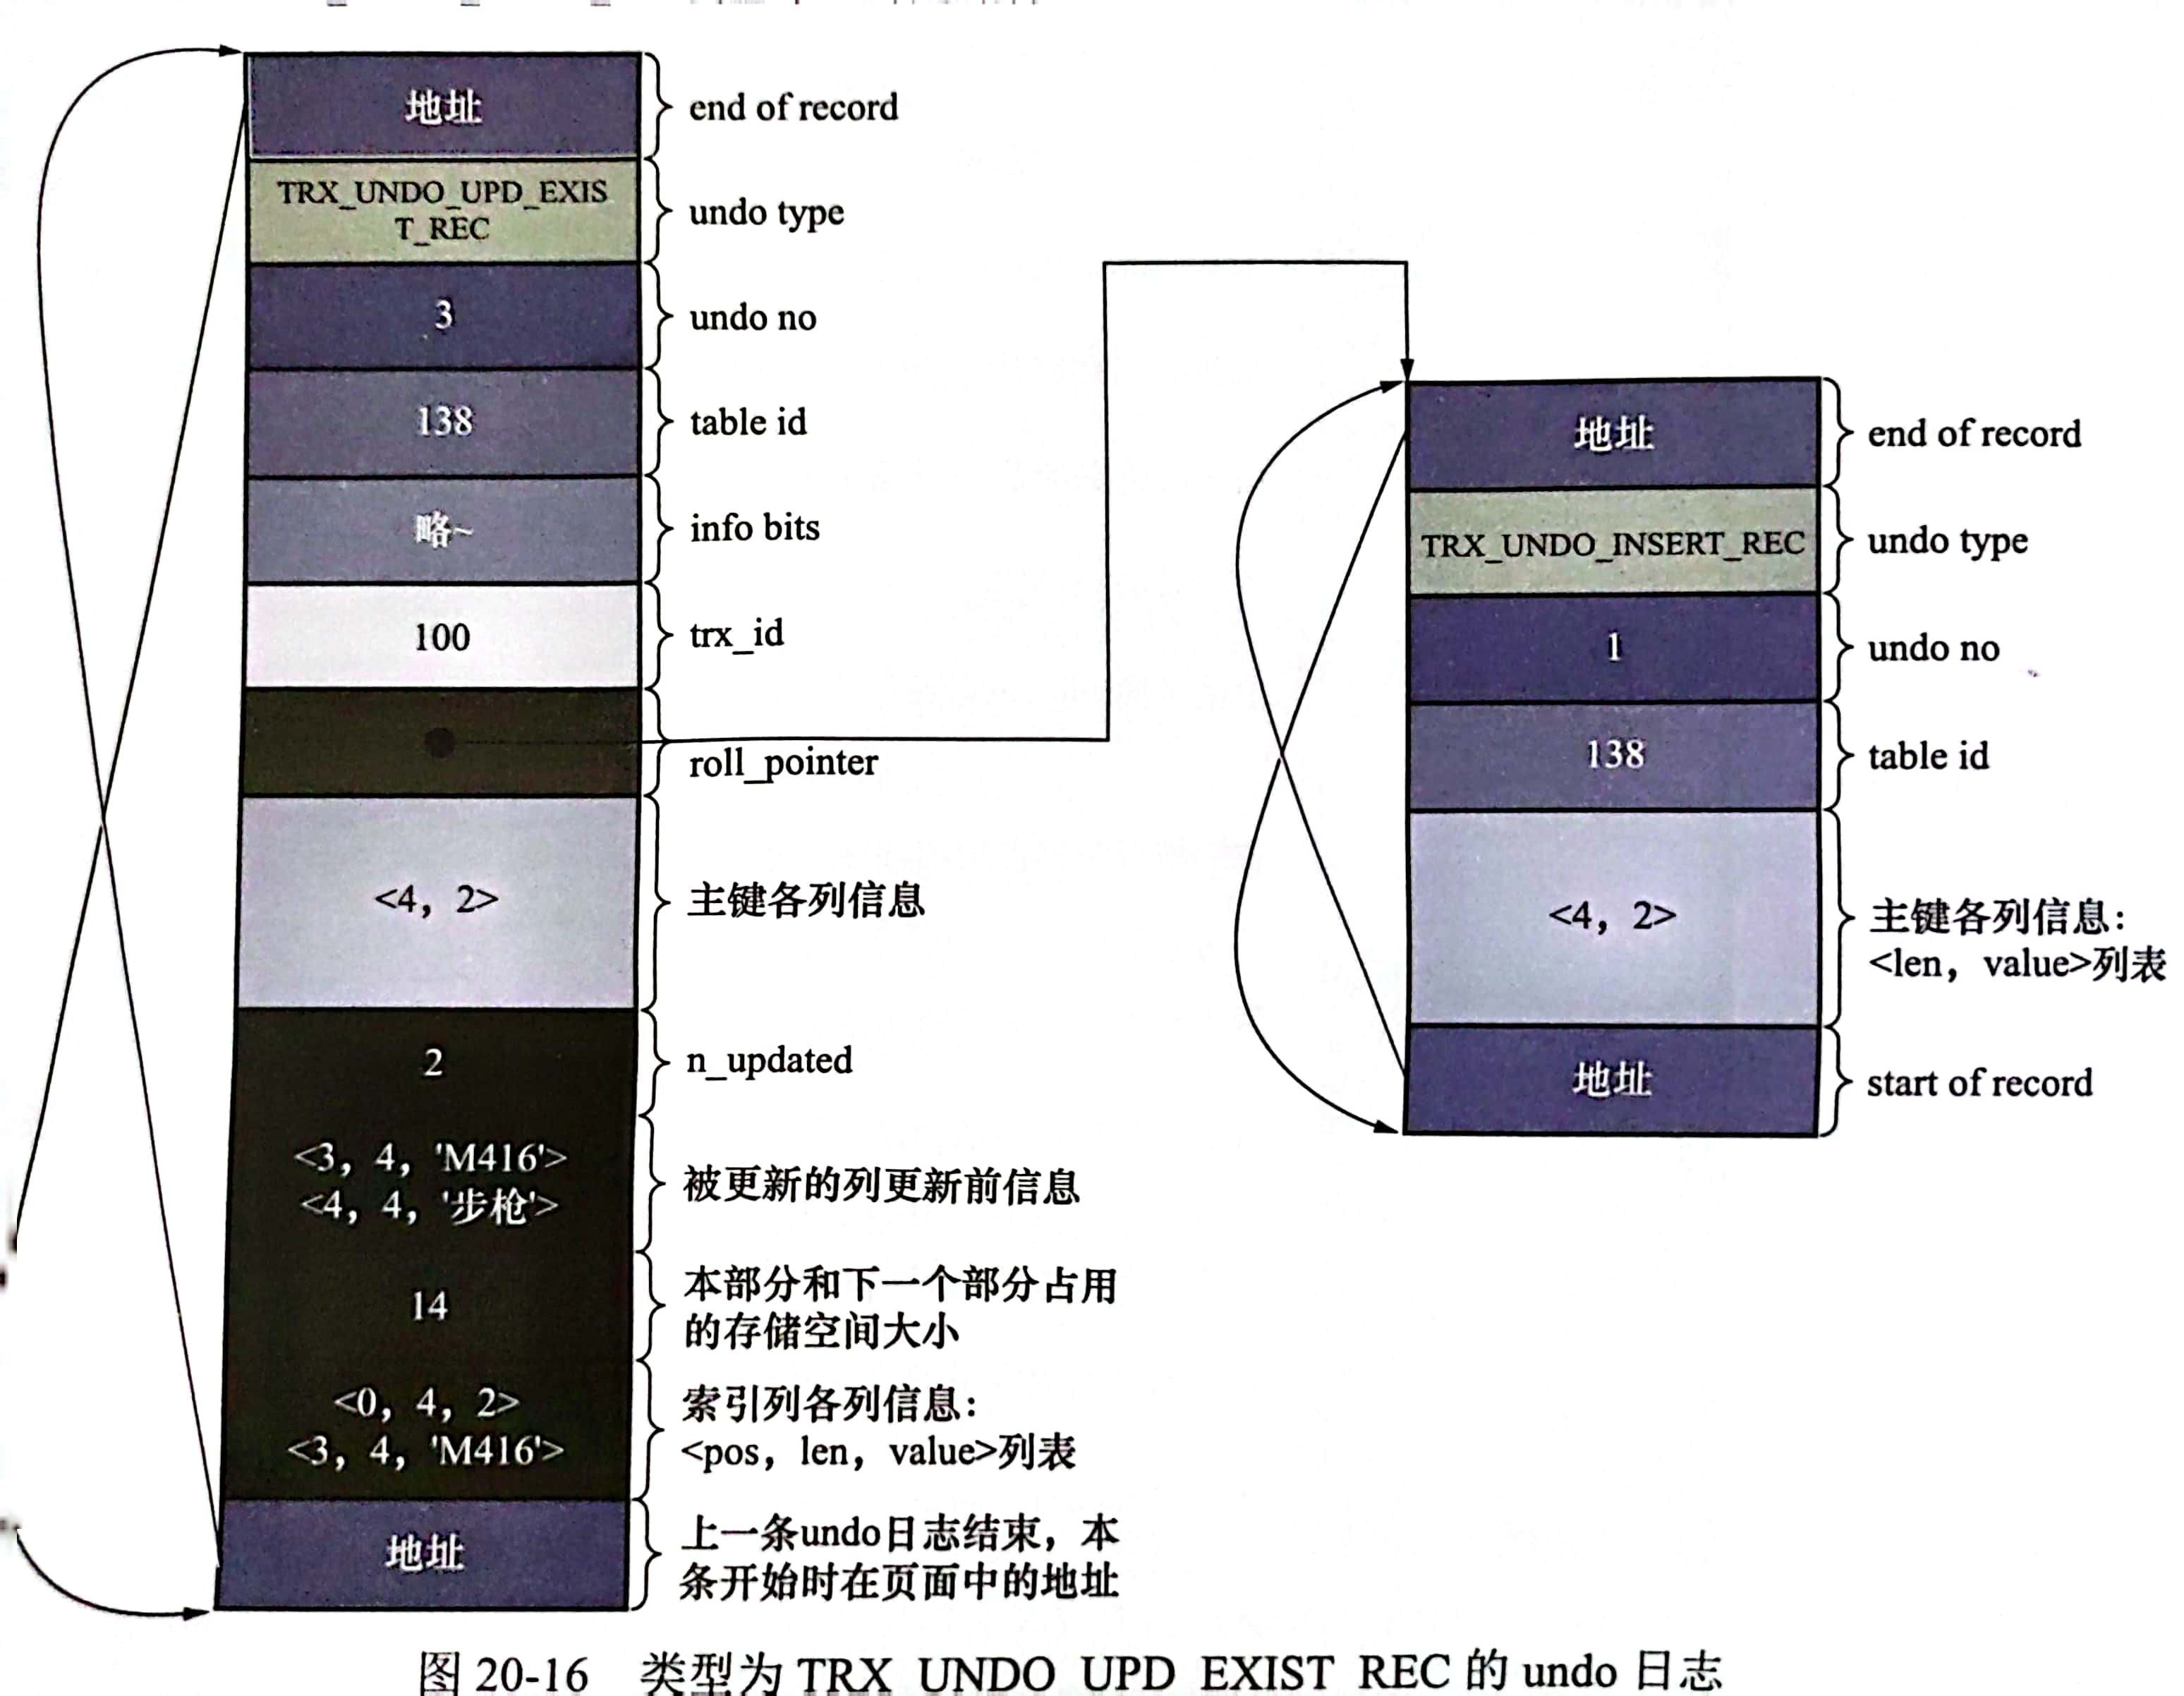 地址
end of record
TRX_UNDO_UPD_EXIS
T_REC
undo type
3
undo no
138
table id
略~
info bits
100
trx_id
roll_pointer
<4, 2>
主键各列信息
2
n_updated
<3, 4, 'M416'>
<4, 4, '步枪'>
被更新的列更新前信息
14
本部分和下一个部分占用
的存储空间大小
<0, 4, 2>
<3, 4, 'M416'>
索引列各列信息：
<pos, len, value>列表
地址
上一条undo日志结束，本
条开始时在页面中的地址
地址
end of record
TRX_UNDO_INSERT_REC
undo type
1
undo no
138
table id
<4, 2>
主键各列信息：
<len, value>列表
地址
start of record
图 20-16 类型为 TRX_UNDO_UPD_EXIST_REC 的 undo 日志